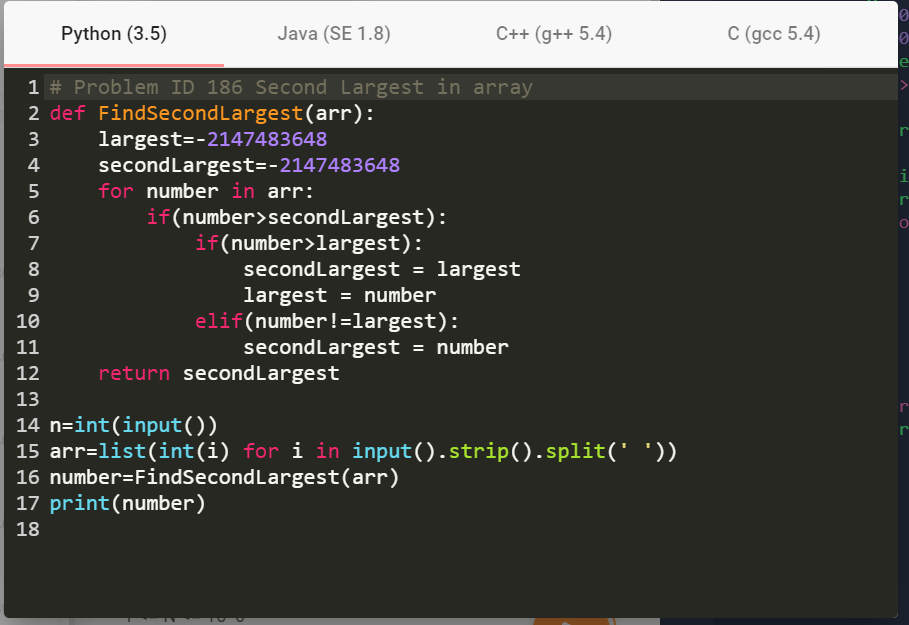 Python (3.5) Java (SE 1.8) C++ (g++ 5.4) C (gcc 5.4)
1 # Problem ID 186 Second Largest in array
2 def FindSecondLargest(arr):
3     largest=-2147483648
4     secondLargest=-2147483648
5     for number in arr:
6         if(number>secondLargest):
7             if(number>largest):
8                 secondLargest = largest
9                 largest = number
10             elif(number!=largest):
11                 secondLargest = number
12     return secondLargest
13
14 n=int(input())
15 arr=list(int(i) for i in input().strip().split(' '))
16 number=FindSecondLargest(arr)
17 print(number)
18